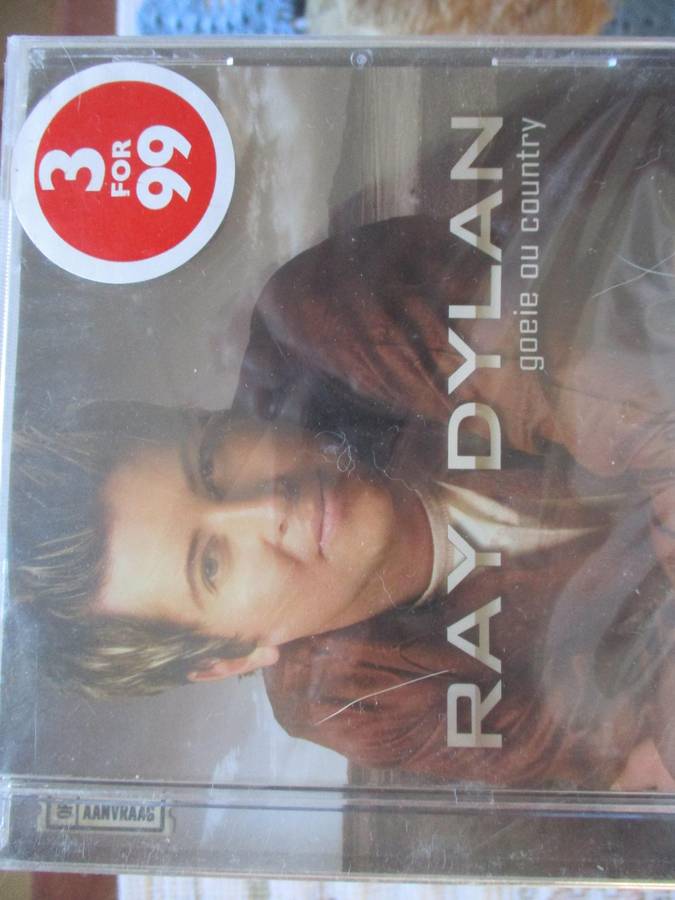 3
FOR
99
RAY DYLAN
goeie ou country
OP AANVRAAG